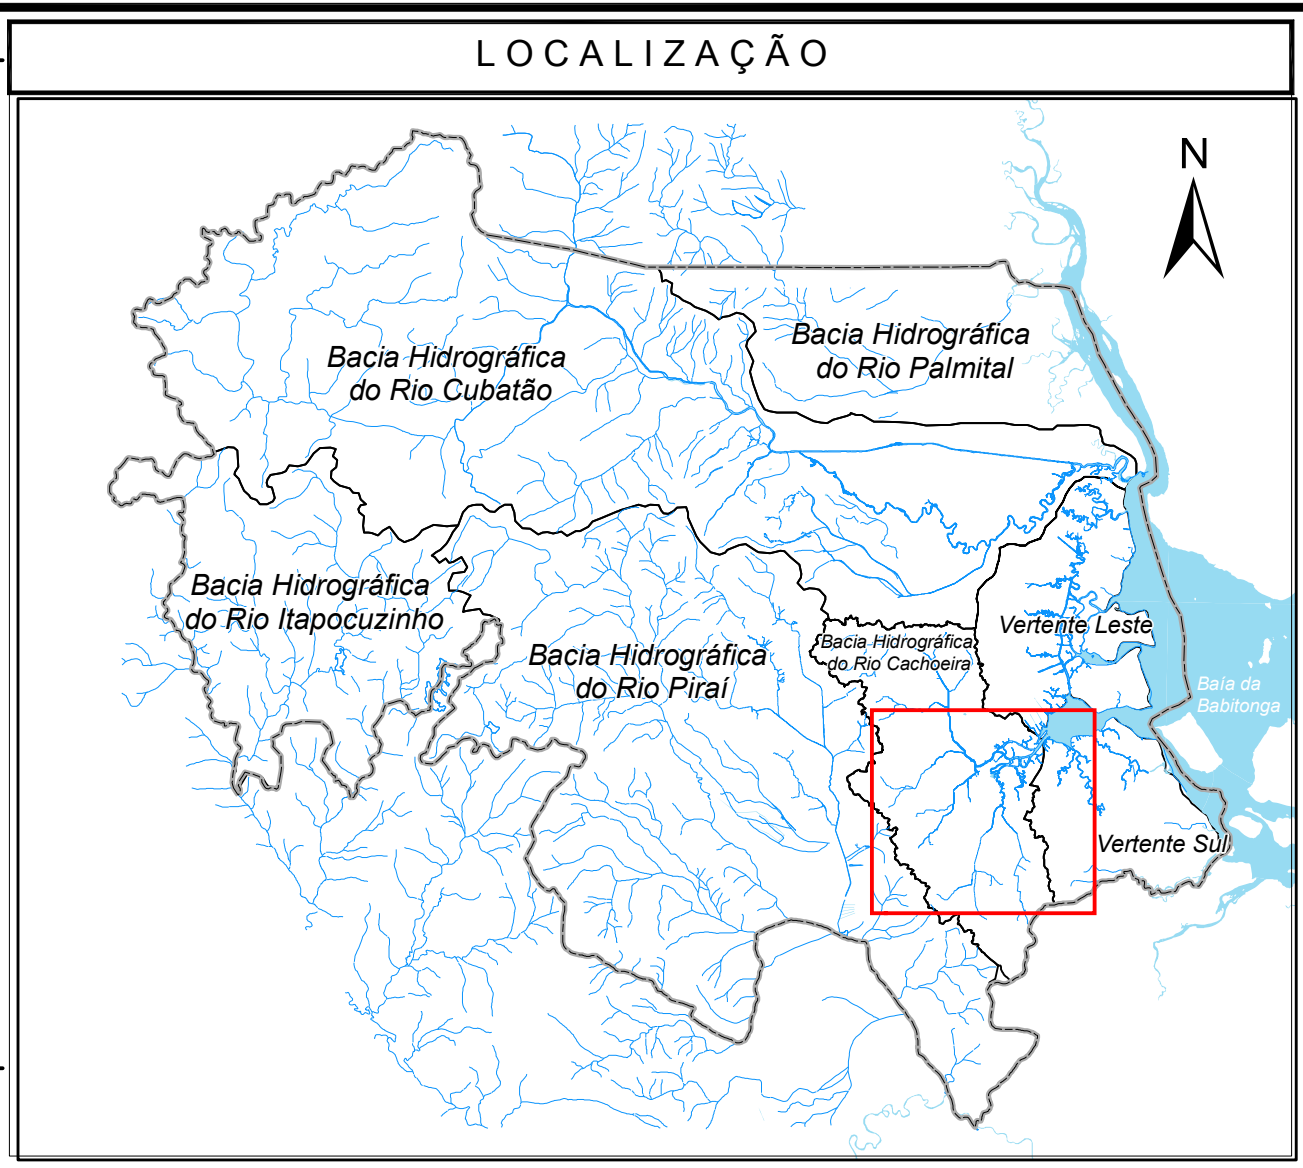 LOCALIZAÇÃO
N
Bacia Hidrográfica
do Rio Palmital
Bacia Hidrográfica
do Rio Cubatão
Bacia Hidrográfica
do Rio Itapocuzinho
Bacia Hidrográfica
do Rio Piraí
Bacia Hidrográfica
do Rio Cachoeira
Vertente Leste
Baía da
Babitonga
Vertente Sul